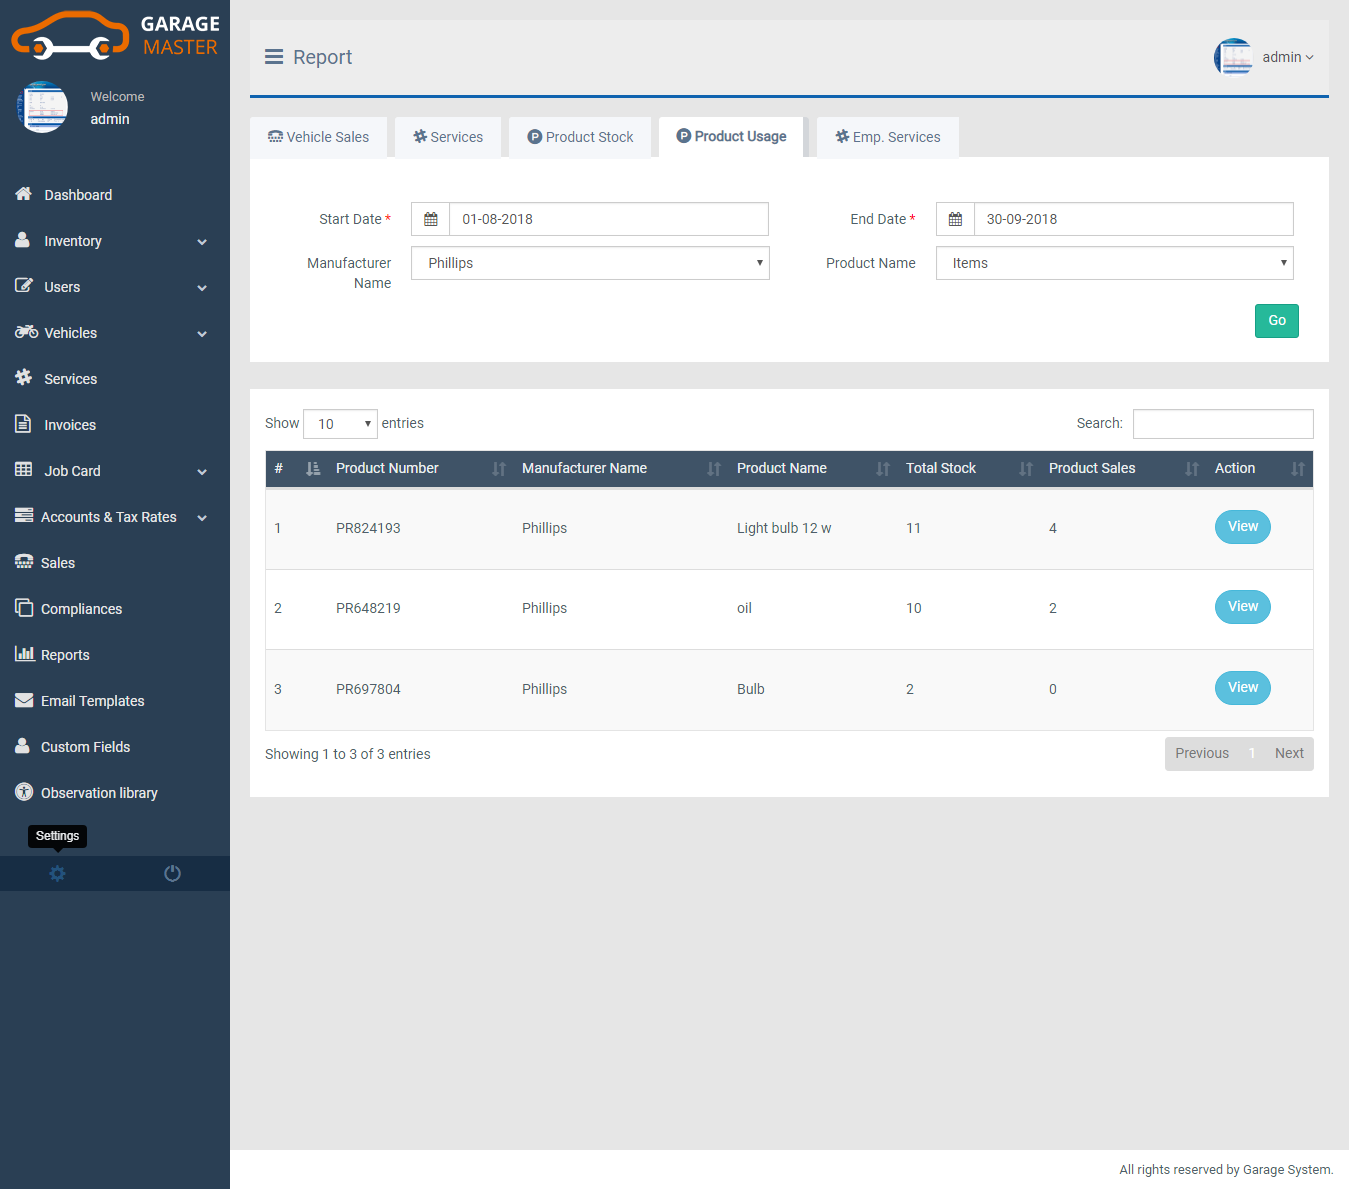 GARAGE
MASTER
Welcome
admin
Dashboard
Inventory
Users
Vehicles
Services
Invoices
Job Card
Accounts & Tax Rates
Sales
Compliances
Reports
Email Templates
Custom Fields
Observation library
Settings
Report
admin
Vehicle Sales
Services
Product Stock
Product Usage
Emp. Services
Start Date * 01-08-2018
End Date * 30-09-2018
Manufacturer
Name
Phillips
Product Name Items
Go
Show 10 entries
Search:
# Product Number Manufacturer Name Product Name Total Stock Product Sales Action
1 PR824193 Phillips Light bulb 12 w 11 4 View
2 PR648219 Phillips oil 10 2 View
3 PR697804 Phillips Bulb 2 0 View
Showing 1 to 3 of 3 entries
Previous 1 Next
All rights reserved by Garage System.